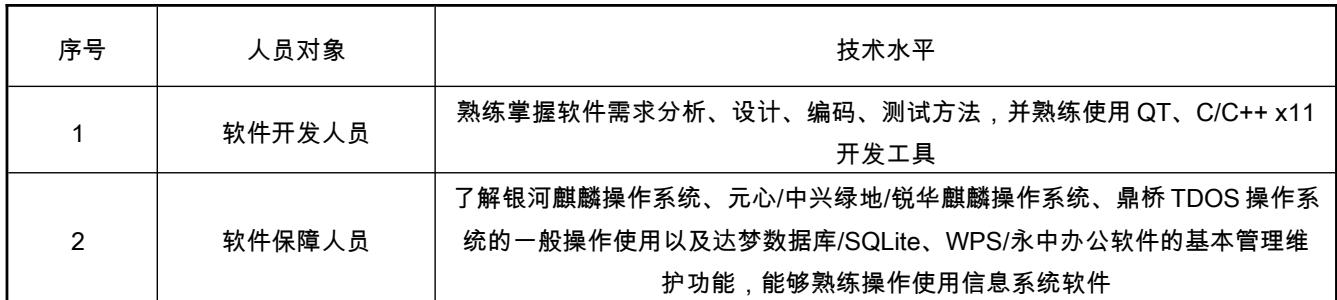 序号 人员对象 技术水平
1 软件开发人员 熟练掌握软件需求分析、设计、编码、测试方法，并熟练使用 QT、C/C++ x11
开发工具
2 软件保障人员 了解银河麒麟操作系统、元心/中兴绿地/锐华麒麟操作系统、鼎桥 TDOS 操作系
统的一般操作使用以及达梦数据库/SQLite、WPS/永中办公软件的基本管理维
护功能，能够熟练操作使用信息系统软件